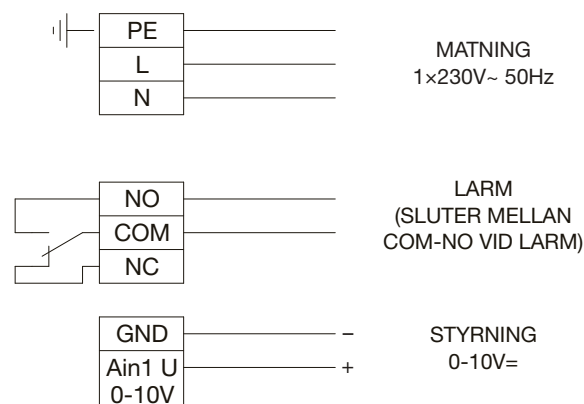 PE
L
N
MATNING
1×230V~ 50Hz
NO
COM
NC
LARM
(SLUTER MELLAN
COM-NO VID LARM)
GND
Ain1 U
0-10V
−
+
STYRNING
0-10V=